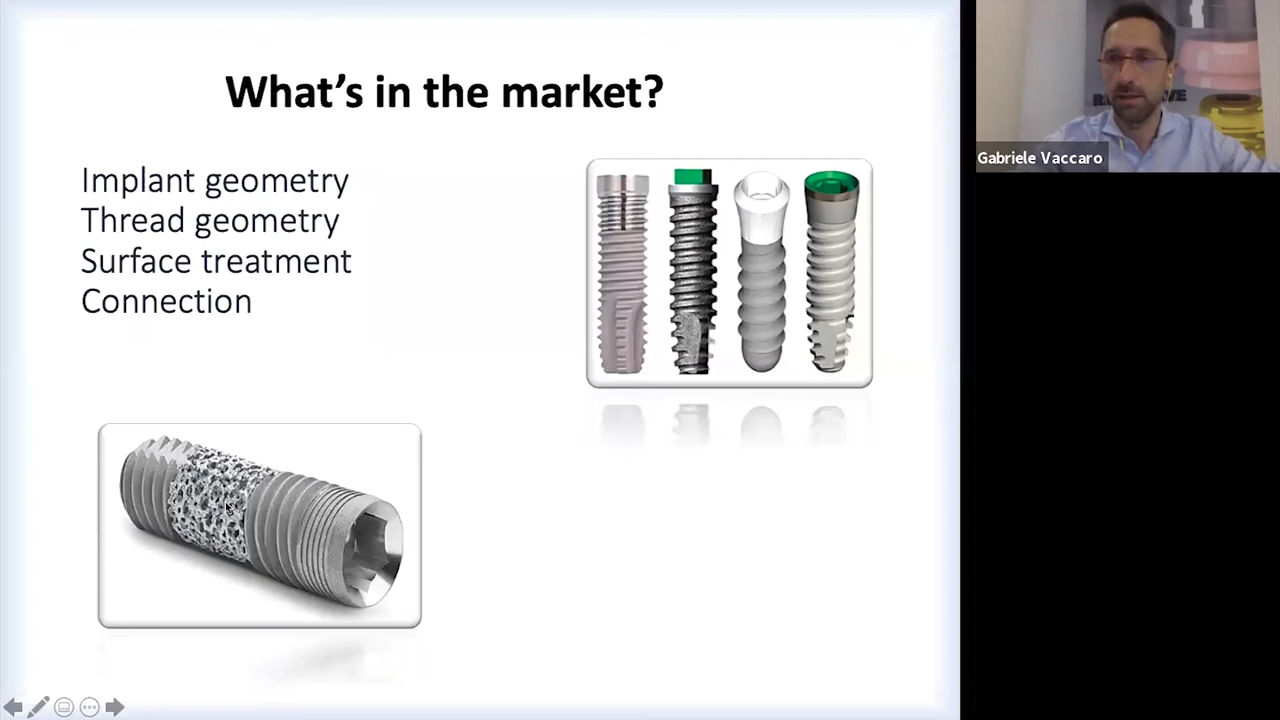 What's in the market?
Implant geometry
Thread geometry
Surface treatment
Connection
Gabriele Vaccaro